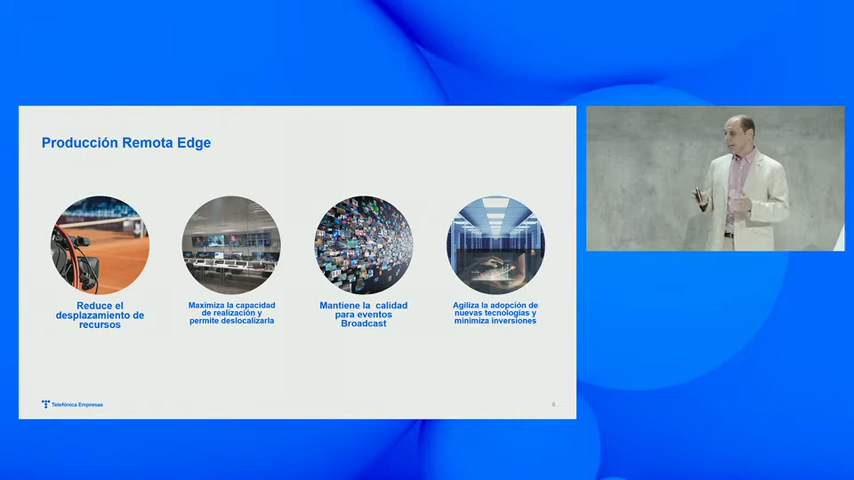 Producción Remota Edge
Reduce el
desplazamiento de
recursos
Maximiza la capacidad
de realización y
permite deslocalizarla
Mantiene la calidad
para eventos
Broadcast
Agiliza la adopción de
nuevas tecnologías y
minimiza inversiones
Telefónica Empresas